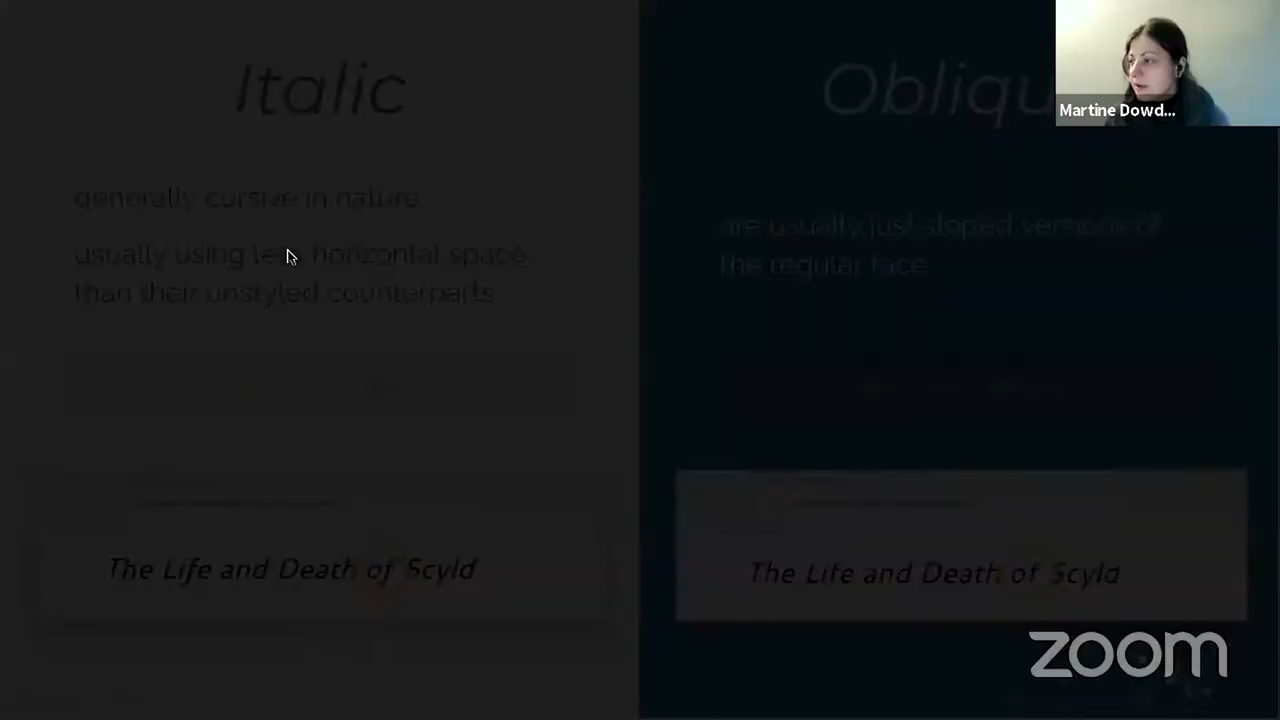 Italic
generally cursive in nature
usually using less horizontal space
than their unstyled counterparts
The Life and Death of Scyld
Obliqu
are usually just sloped versions of
the regular face
The Life and Death of Scyld
Martine Dowd...
zoom